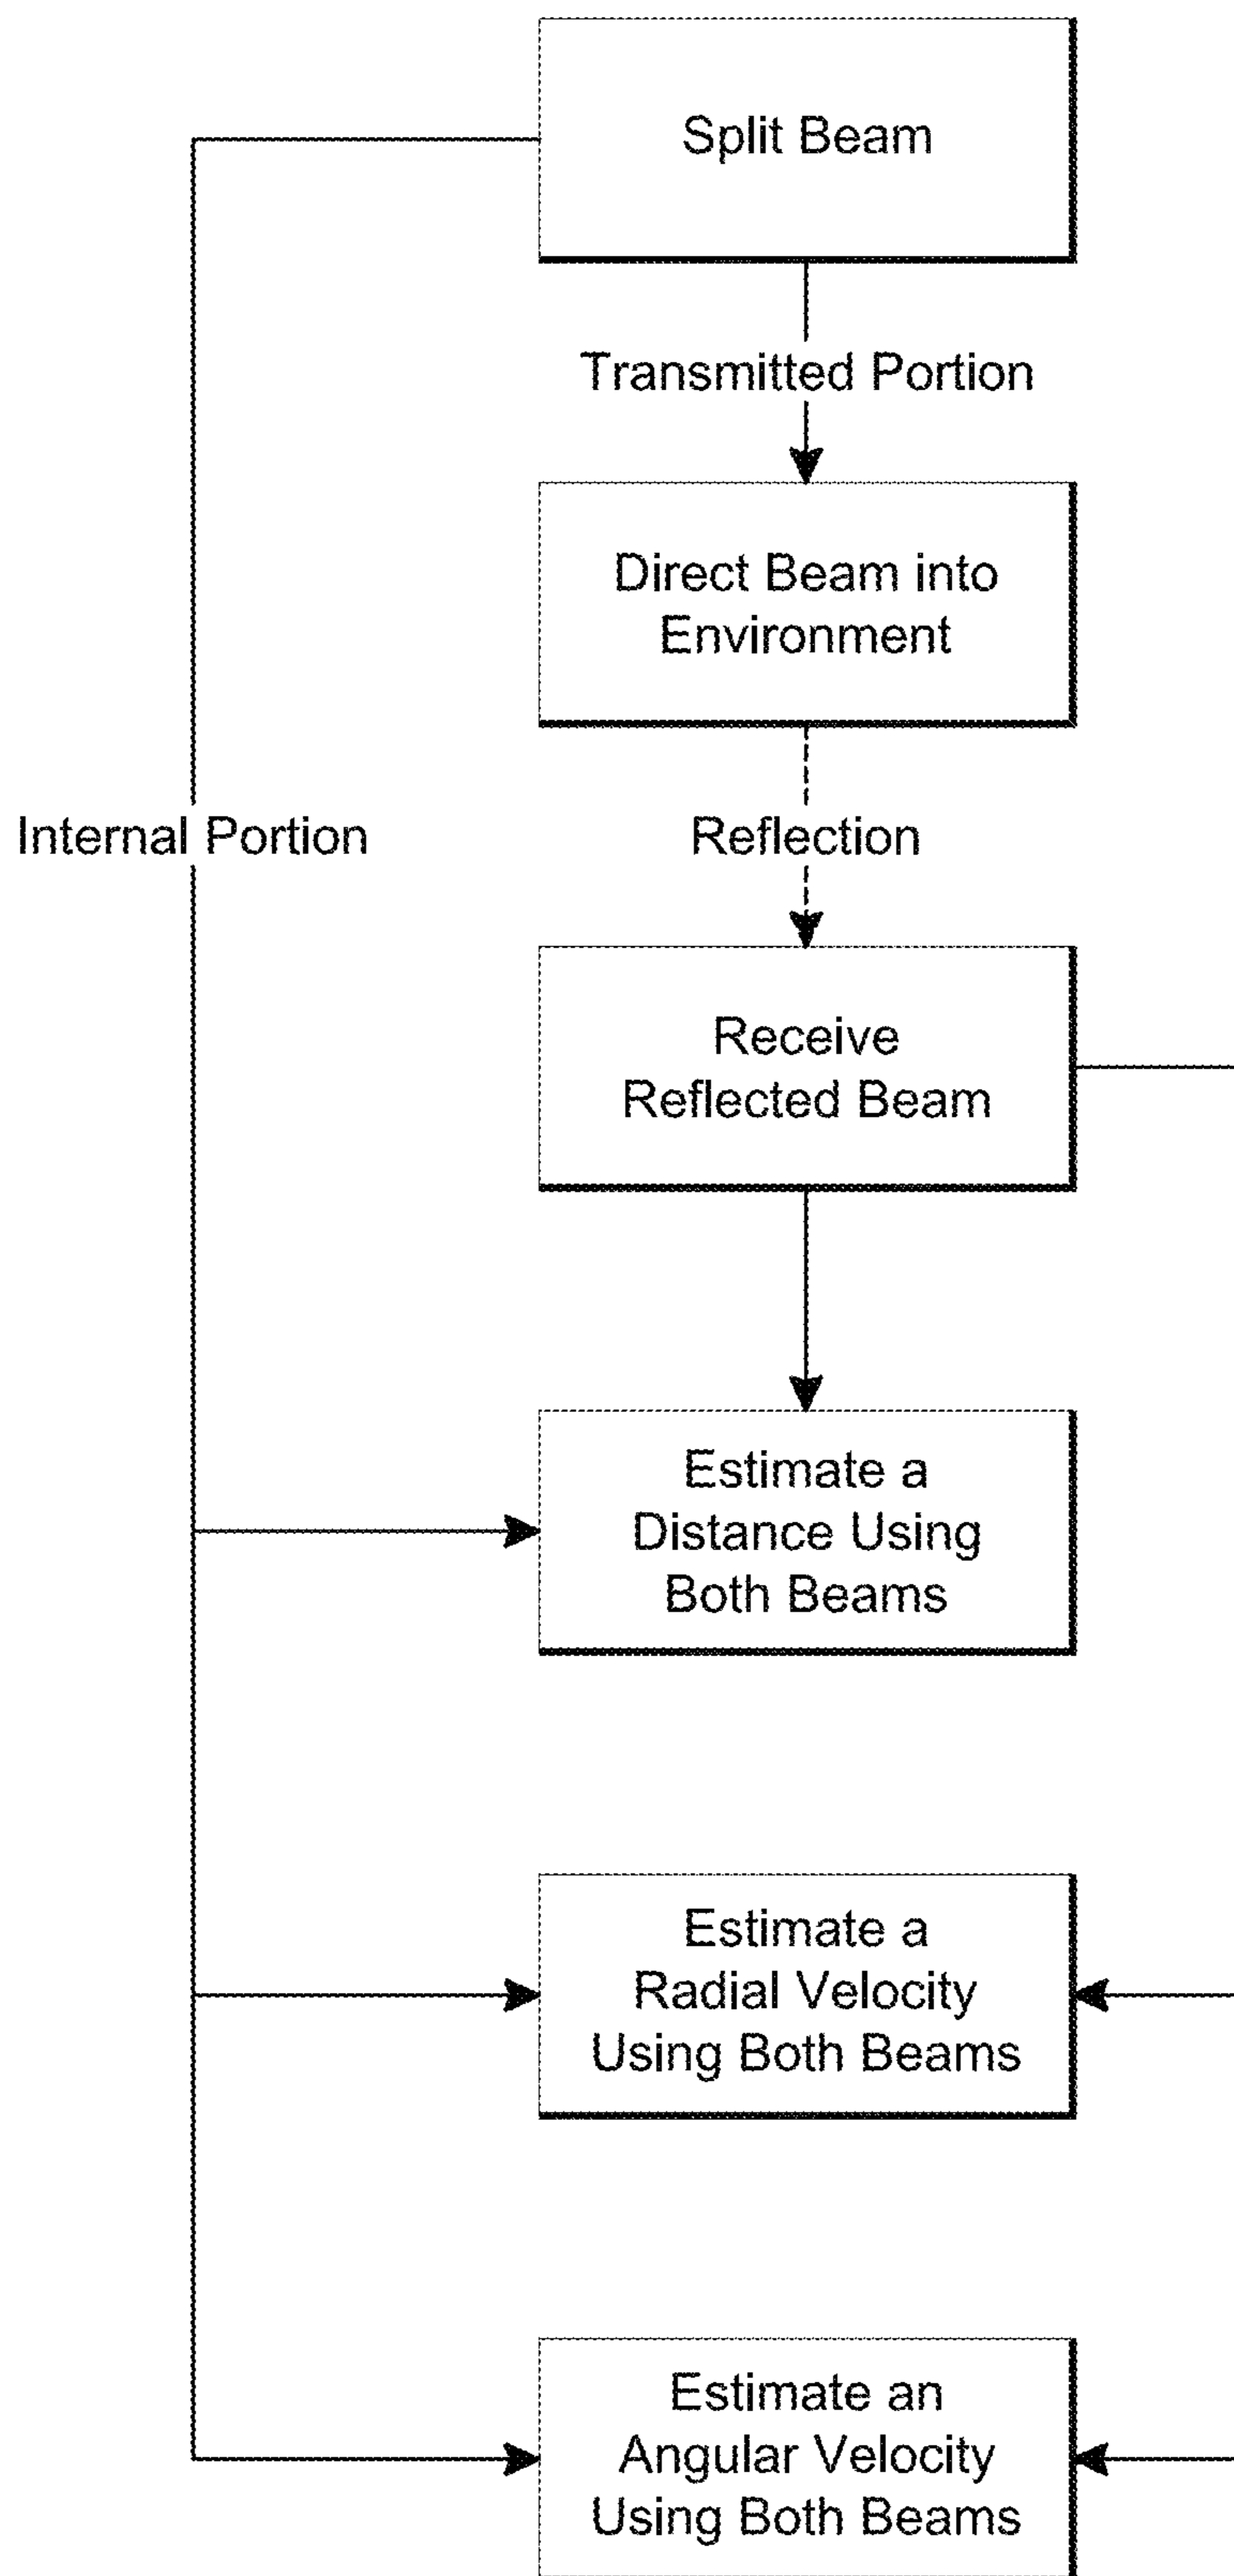 Split Beam
Transmitted Portion
Direct Beam into
Environment
Internal Portion
Reflection
Receive
Reflected Beam
Estimate a
Distance Using
Both Beams
Estimate a
Radial Velocity
Using Both Beams
Estimate an
Angular Velocity
Using Both Beams